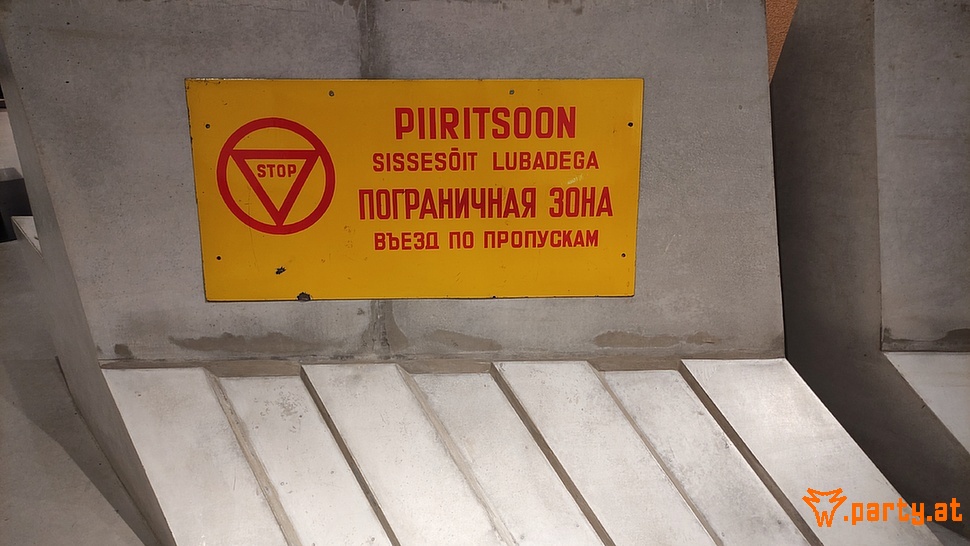 STOP
PIIRITSOON
SISSESÕIT LUBADEGA
ПОГРАНИЧНАЯ ЗОНА
ВЪЕЗД ПО ПРОПУСКАМ
W.party.at